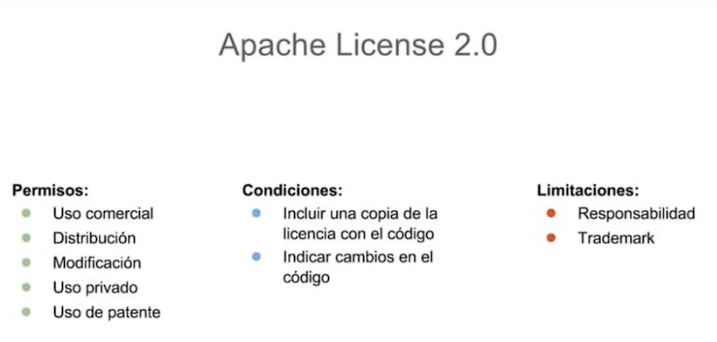 Apache License 2.0
Permisos:
Uso comercial
Distribución
Modificación
Uso privado
Uso de patente
Condiciones:
Incluir una copia de la
licencia con el código
Indicar cambios en el
código
Limitaciones:
Responsabilidad
Trademark